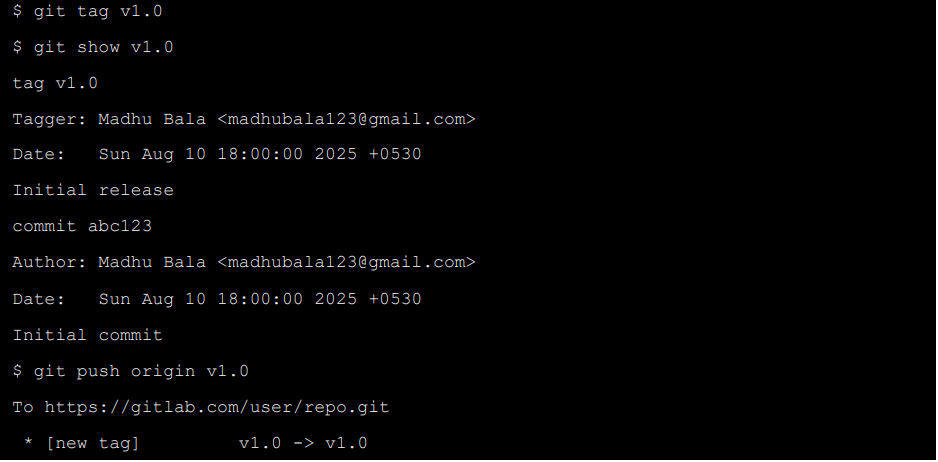 $ git tag v1.0
$ git show v1.0
tag v1.0
Tagger: Madhu Bala <madhubala123@gmail.com>
Date:   Sun Aug 10 18:00:00 2025 +0530
Initial release
commit abc123
Author: Madhu Bala <madhubala123@gmail.com>
Date:   Sun Aug 10 18:00:00 2025 +0530
Initial commit
$ git push origin v1.0
To https://gitlab.com/user/repo.git
 * [new tag]         v1.0 -> v1.0